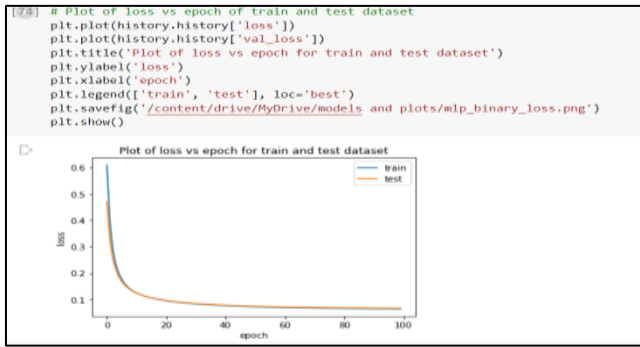 [74] # Plot of loss vs epoch of train and test dataset
plt.plot(history.history['loss'])
plt.plot(history.history['val_loss'])
plt.title('Plot of loss vs epoch for train and test dataset')
plt.ylabel('loss')
plt.xlabel('epoch')
plt.legend(['train', 'test'], loc='best')
plt.savefig('/content/drive/MyDrive/models and plots/mlp_binary_loss.png')
plt.show()
Plot of loss vs epoch for train and test dataset
train
test
0.6
0.5
0.4
0.3
0.2
0.1
loss
0 20 40 60 80 100
epoch